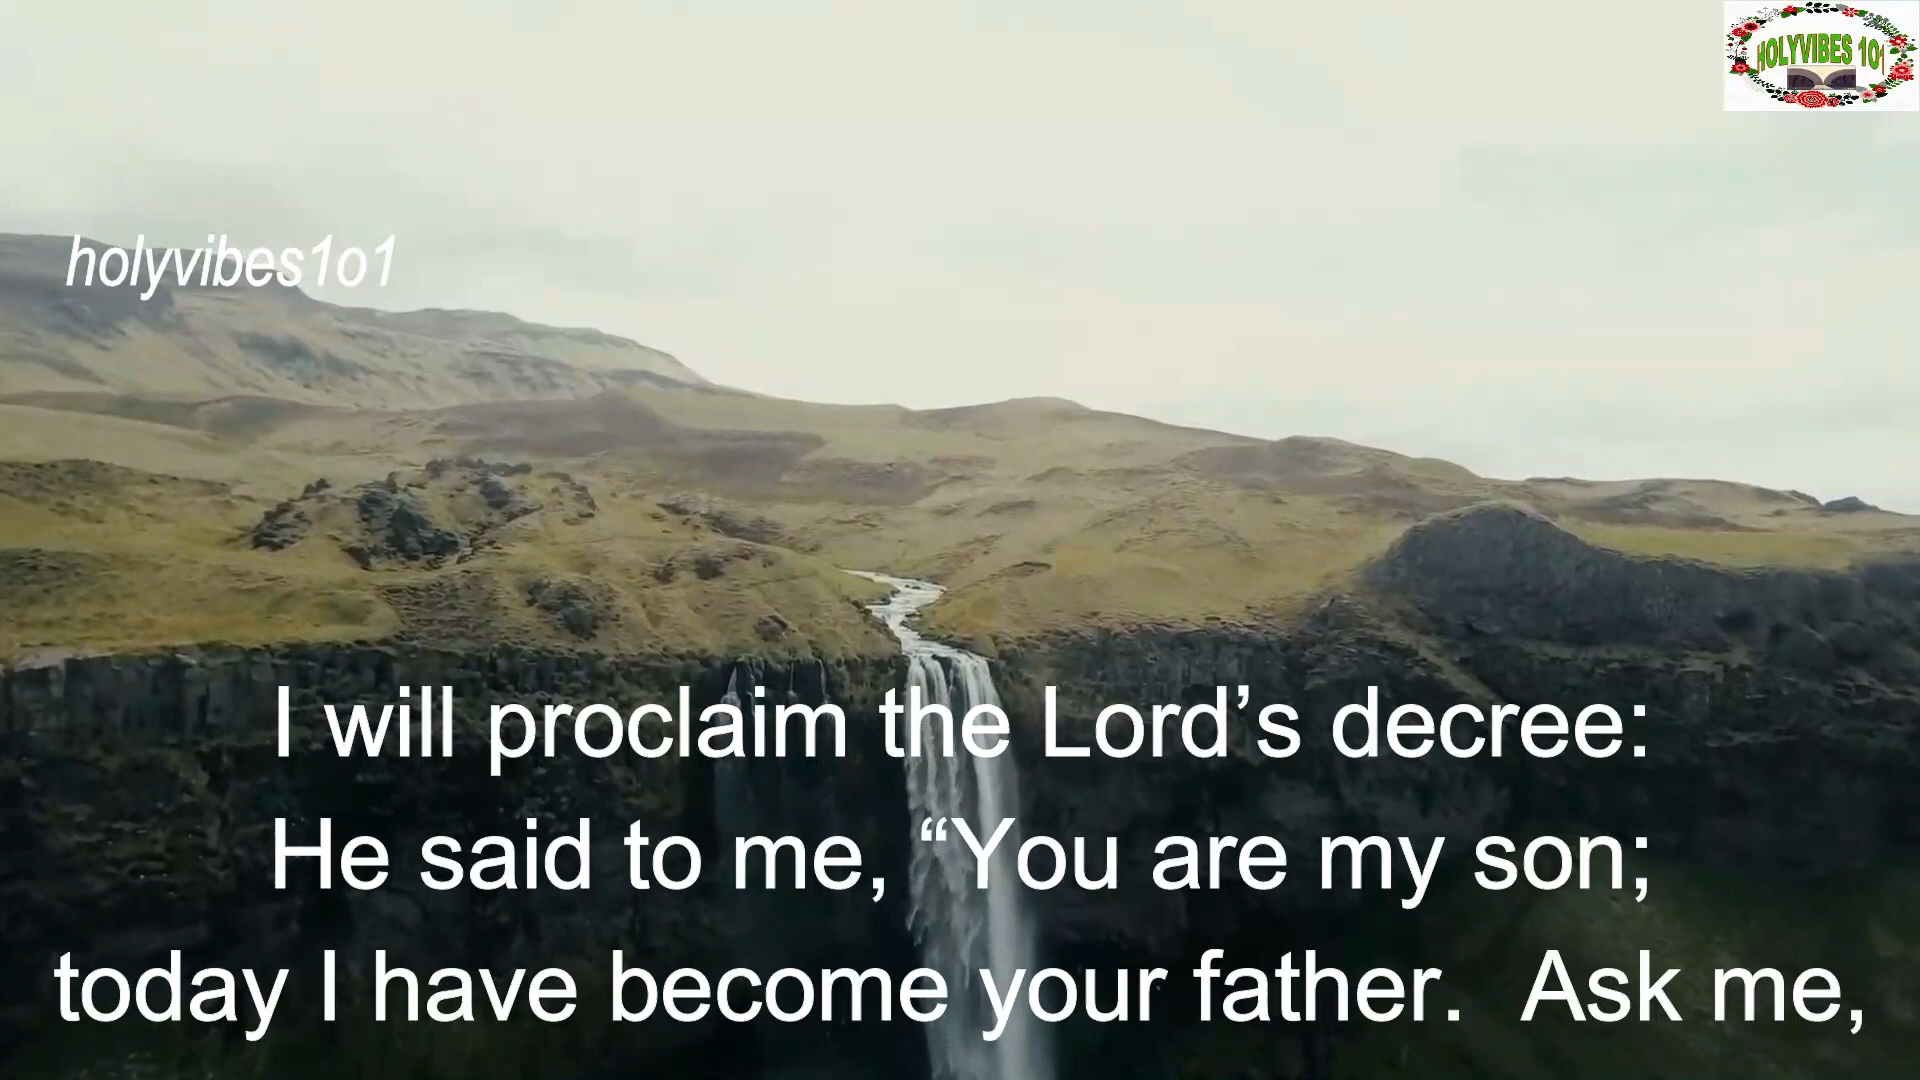 HOLYVIBES 101
holyvibes1o1
I will proclaim the Lord’s decree:
He said to me, “You are my son;
today I have become your father.  Ask me,